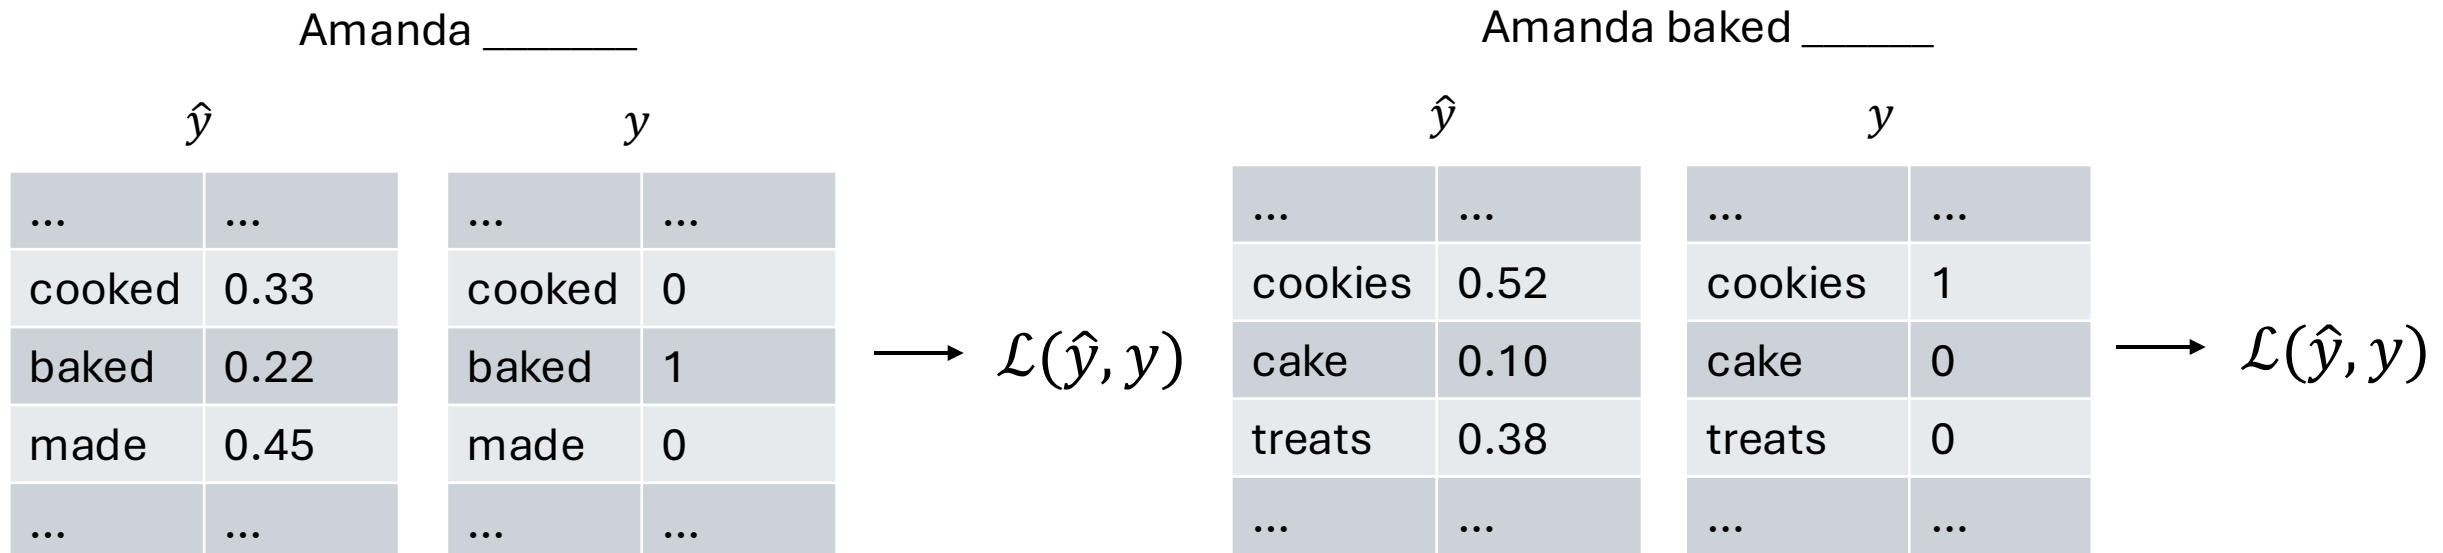 Amanda _______
ŷ y
... ... ... ...
cooked 0.33 cooked 0
baked 0.22 baked 1
made 0.45 made 0
... ... ... ...
ℒ(ŷ, y)
Amanda baked ______
ŷ y
... ... ... ...
cookies 0.52 cookies 1
cake 0.10 cake 0
treats 0.38 treats 0
... ... ... ...
ℒ(ŷ, y)